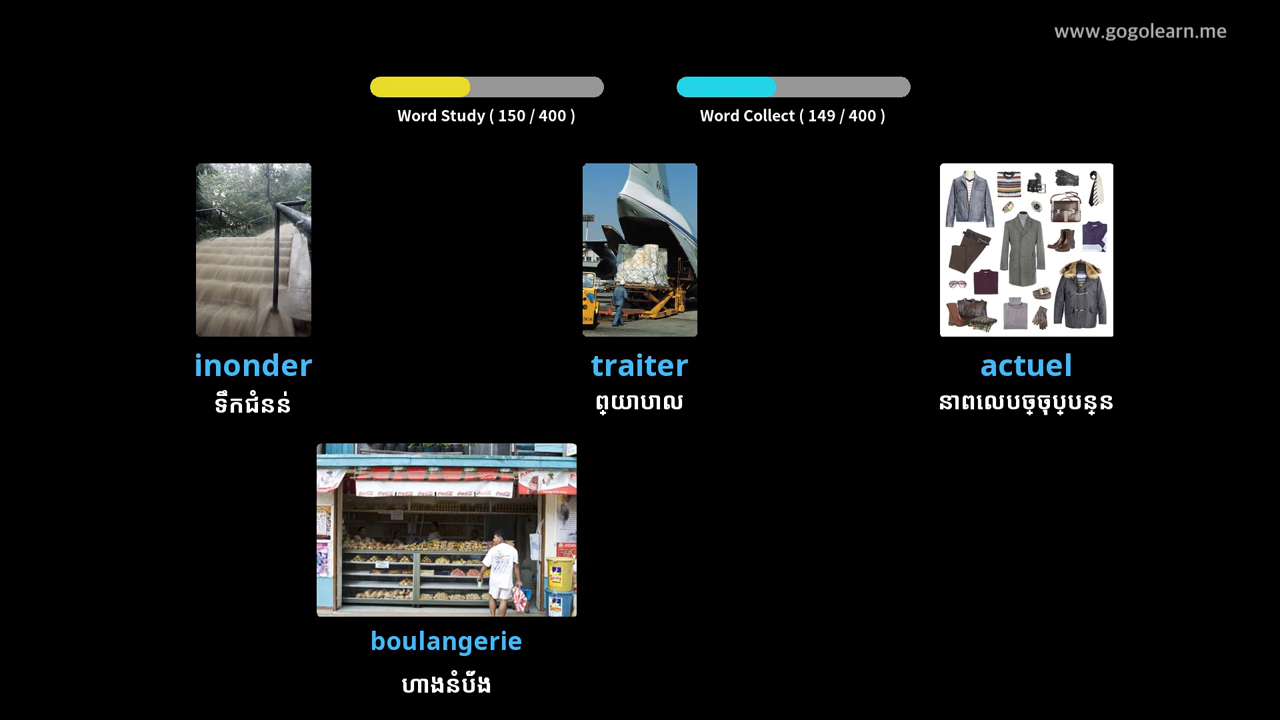 www.gogolearn.me
Word Study ( 150 / 400 )
Word Collect ( 149 / 400 )
inonder
traiter
actuel
ទឹកជំនន់
ព្យាបាល
នាពលេបច្ចុប្បន្ន
boulangerie
ហាងនំប៉័ង